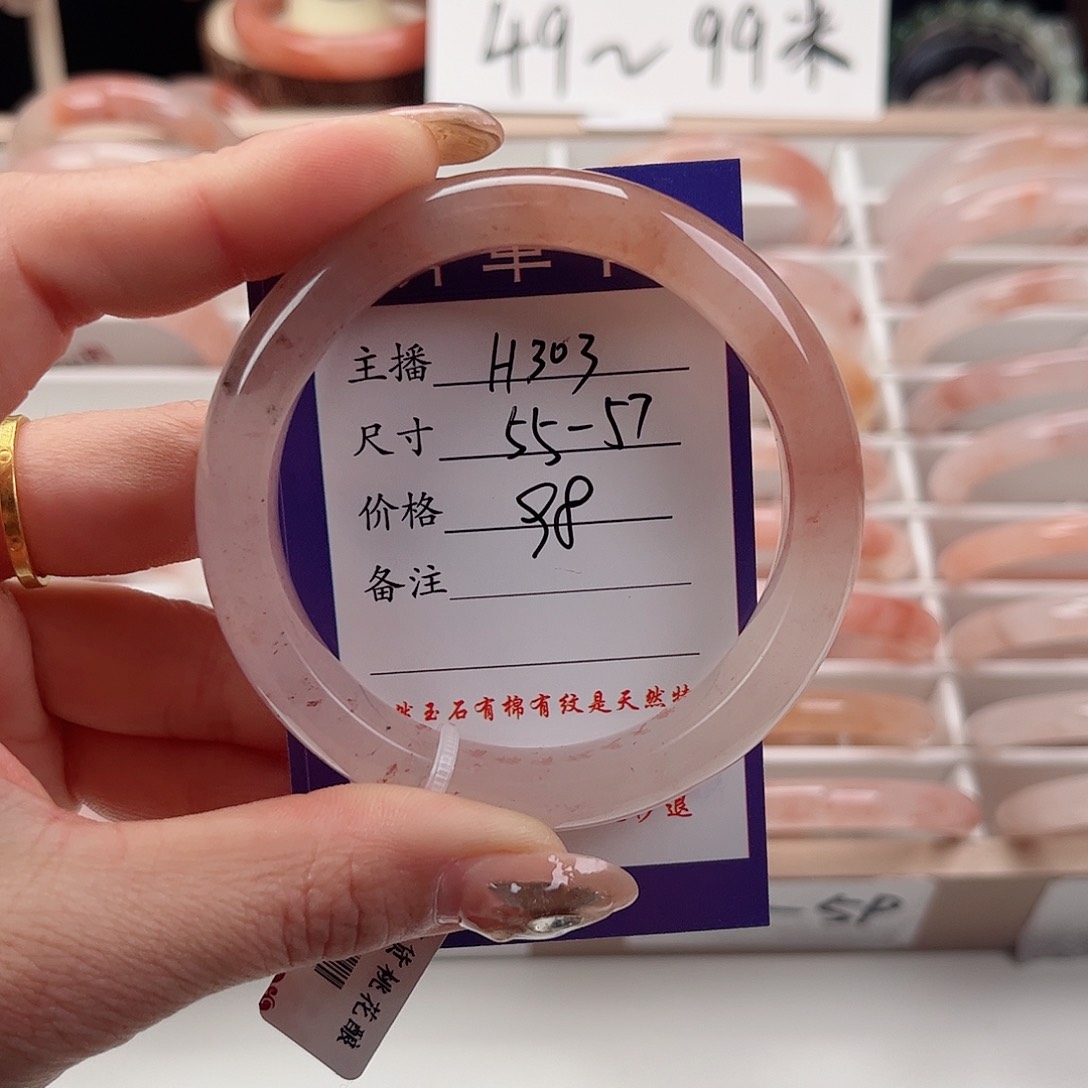 49~99米
主播 H303
尺寸 55-57
价格 98
备注
玉石有棉有纹是天然
退
-58
桃花酿